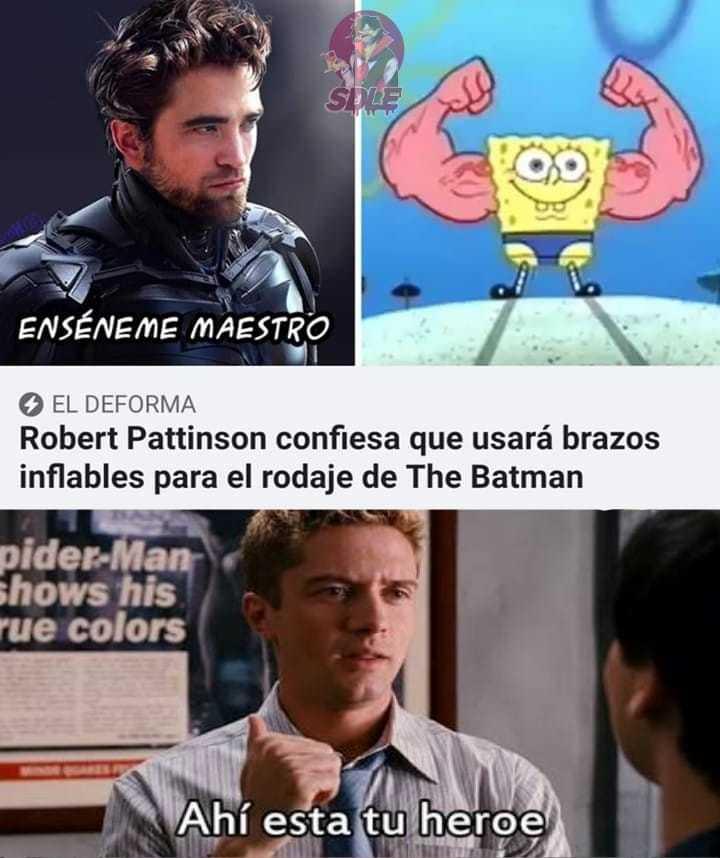 SDLE
ENSÉNEME MAESTRO
EL DEFORMA
Robert Pattinson confiesa que usará brazos
inflables para el rodaje de The Batman
pider-Man
shows his
rue colors
Ahí esta tu heroe